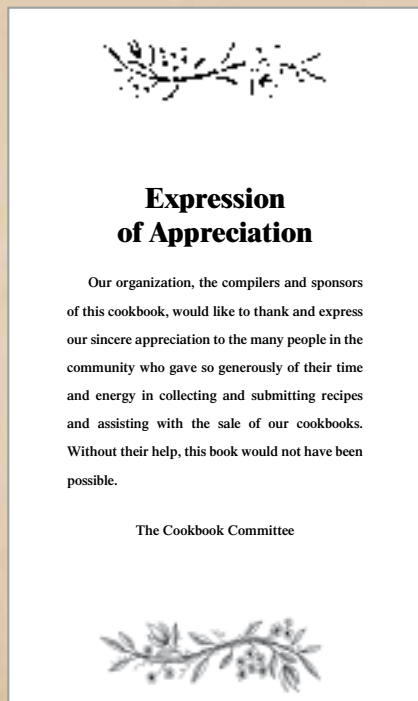 Expression
of Appreciation
Our organization, the compilers and sponsors
of this cookbook, would like to thank and express
our sincere appreciation to the many people in the
community who gave so generously of their time
and energy in collecting and submitting recipes
and assisting with the sale of our cookbooks.
Without their help, this book would not have been
possible.
The Cookbook Committee